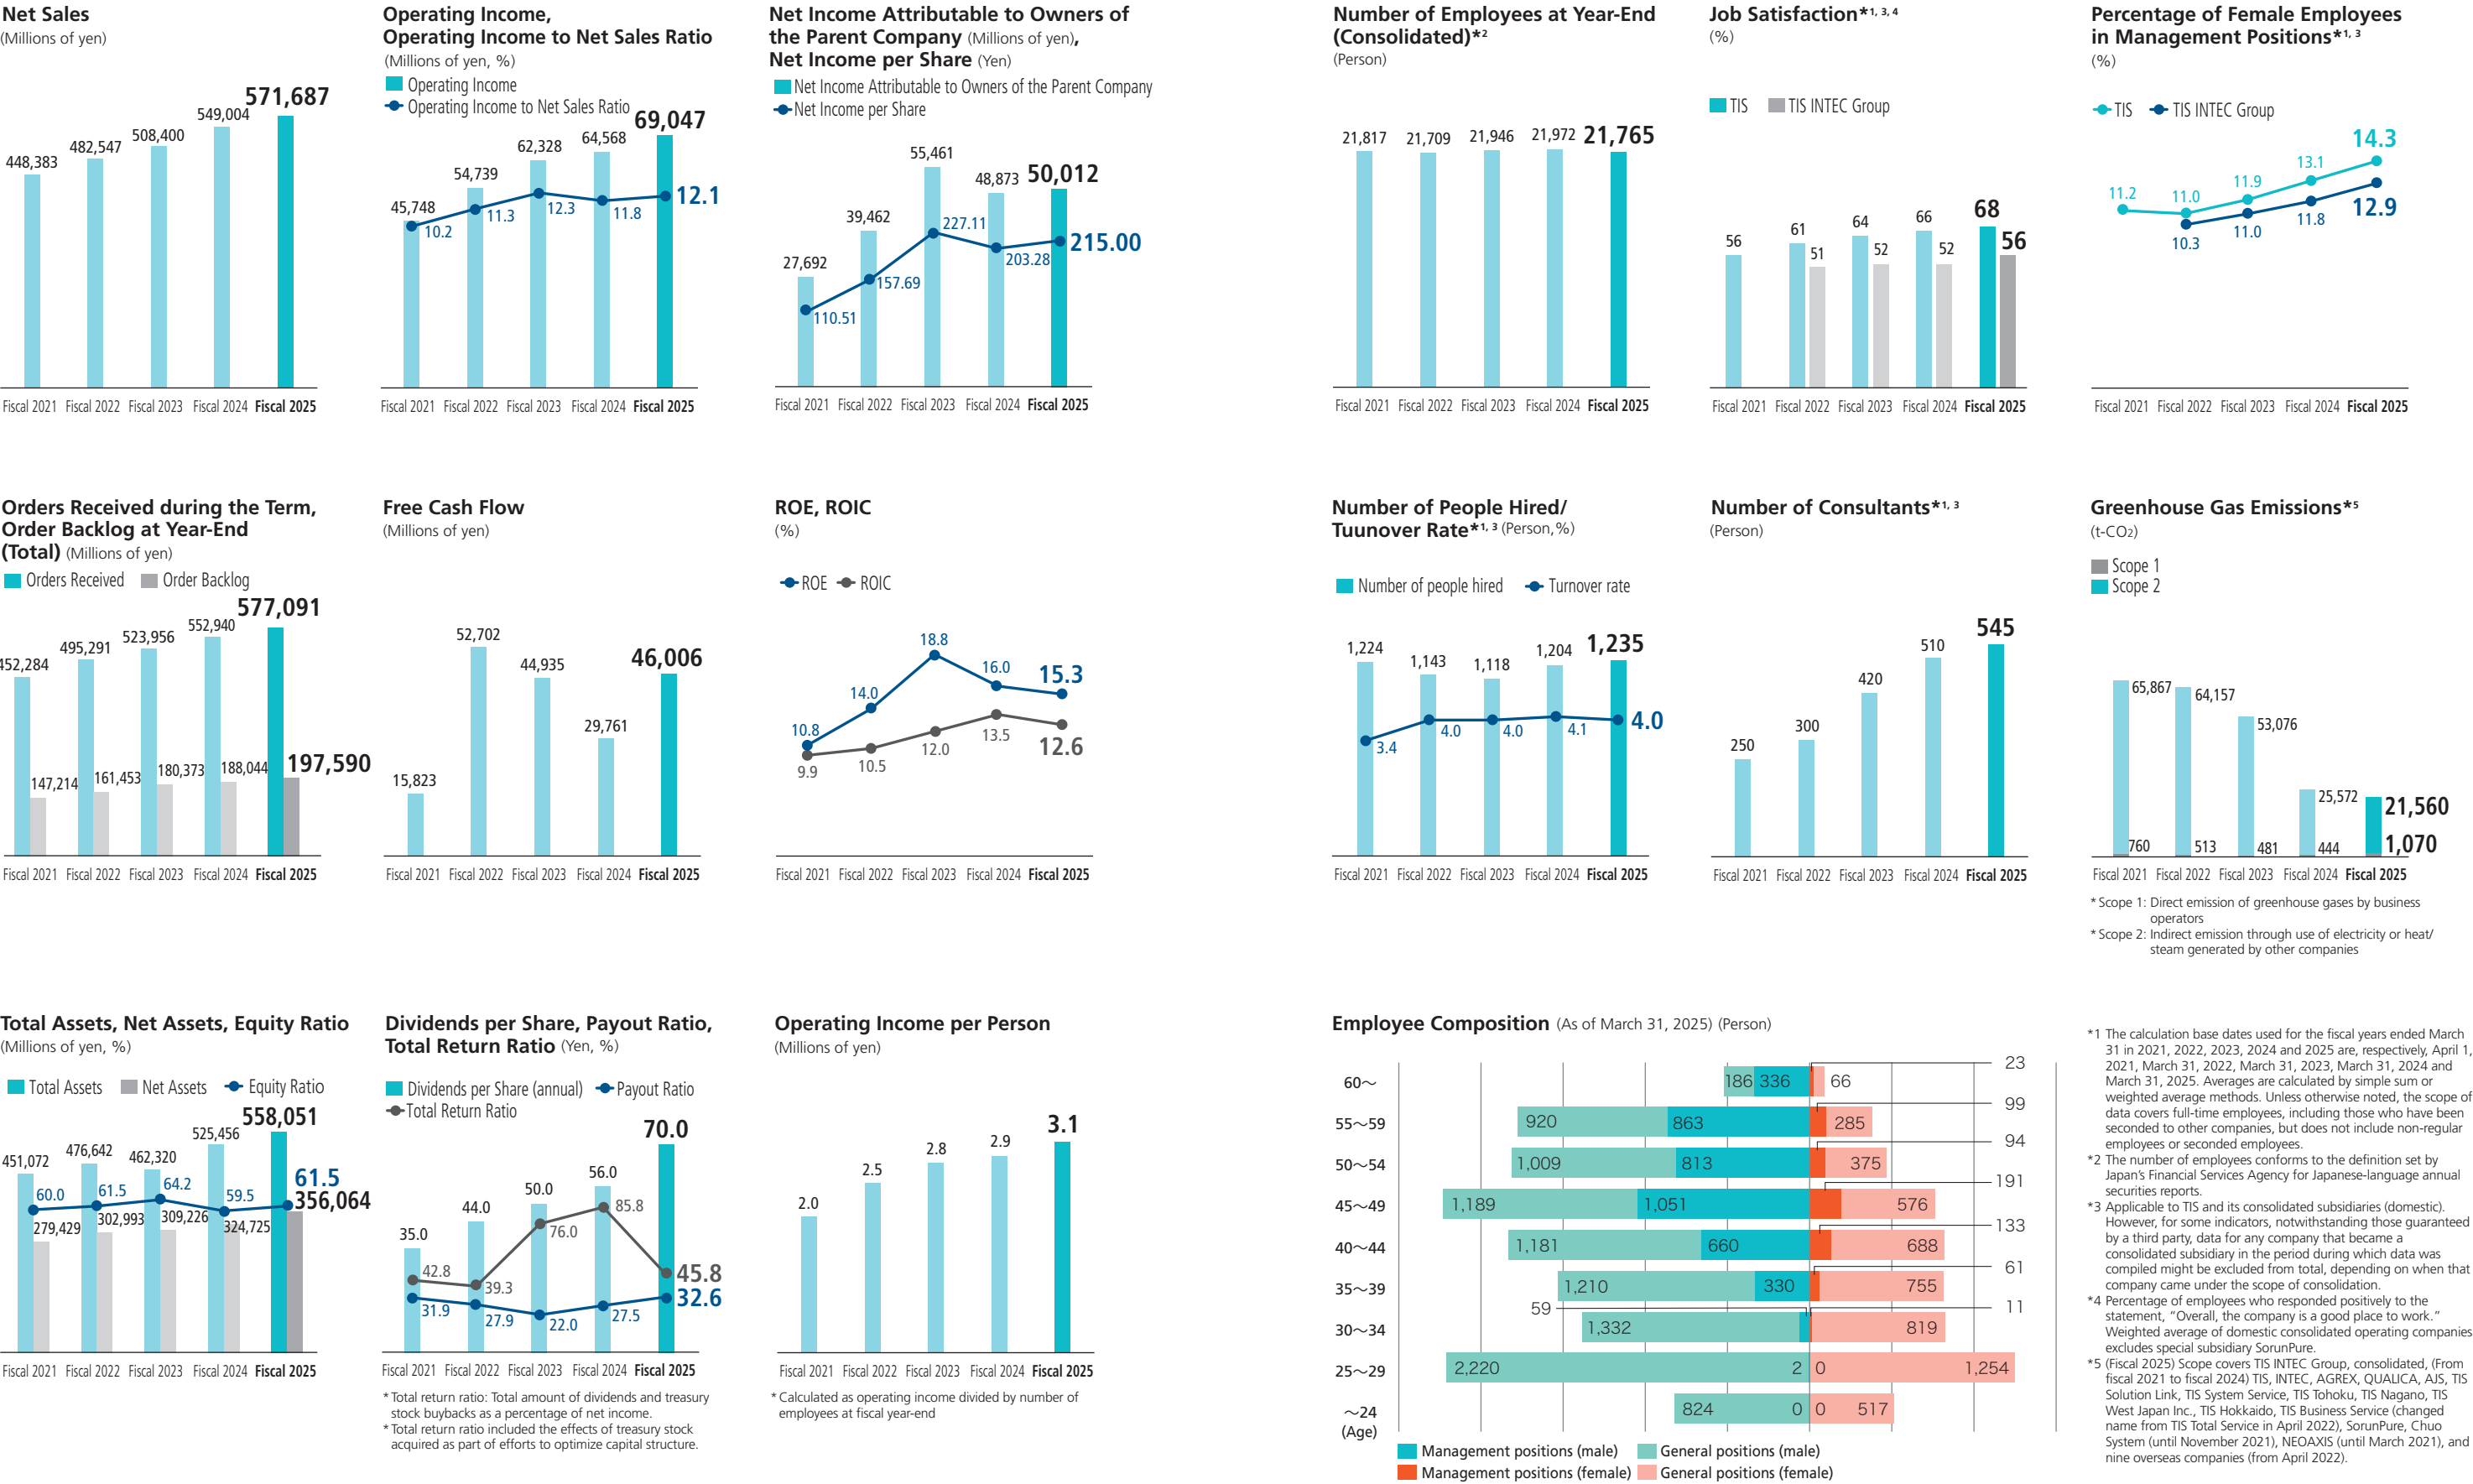 Net Sales
(Millions of yen)
448,383
482,547
508,400
549,004
571,687
Fiscal 2021 Fiscal 2022 Fiscal 2023 Fiscal 2024 Fiscal 2025
Operating Income,
Operating Income to Net Sales Ratio
(Millions of yen, %)
Operating Income
Operating Income to Net Sales Ratio
45,748
54,739
62,328
64,568
69,047
10.2
11.3
12.3
11.8
12.1
Fiscal 2021 Fiscal 2022 Fiscal 2023 Fiscal 2024 Fiscal 2025
Net Income Attributable to Owners of
the Parent Company (Millions of yen),
Net Income per Share (Yen)
Net Income Attributable to Owners of the Parent Company
Net Income per Share
27,692
39,462
55,461
48,873
50,012
110.51
157.69
227.11
203.28
215.00
Fiscal 2021 Fiscal 2022 Fiscal 2023 Fiscal 2024 Fiscal 2025
Number of Employees at Year-End
(Consolidated)*2
(Person)
21,817
21,709
21,946
21,972
21,765
Fiscal 2021 Fiscal 2022 Fiscal 2023 Fiscal 2024 Fiscal 2025
Job Satisfaction*1, 3, 4
(%)
TIS TIS INTEC Group
56
61
51
64
52
66
52
68
56
Fiscal 2021 Fiscal 2022 Fiscal 2023 Fiscal 2024 Fiscal 2025
Percentage of Female Employees
in Management Positions*1, 3
(%)
TIS TIS INTEC Group
11.2
11.0
11.9
13.1
14.3
10.3
11.0
11.8
12.9
Fiscal 2021 Fiscal 2022 Fiscal 2023 Fiscal 2024 Fiscal 2025
Orders Received during the Term,
Order Backlog at Year-End
(Total) (Millions of yen)
Orders Received Order Backlog
452,284
495,291
523,956
552,940
577,091
147,214
161,453
180,373
188,044
197,590
Fiscal 2021 Fiscal 2022 Fiscal 2023 Fiscal 2024 Fiscal 2025
Free Cash Flow
(Millions of yen)
15,823
52,702
44,935
29,761
46,006
Fiscal 2021 Fiscal 2022 Fiscal 2023 Fiscal 2024 Fiscal 2025
ROE, ROIC
(%)
ROE ROIC
10.8
14.0
18.8
16.0
15.3
9.9
10.5
12.0
13.5
12.6
Fiscal 2021 Fiscal 2022 Fiscal 2023 Fiscal 2024 Fiscal 2025
Number of People Hired/
Tuunover Rate*1, 3 (Person,%)
Number of people hired Turnover rate
1,224
1,143
1,118
1,204
1,235
3.4
4.0
4.0
4.1
4.0
Fiscal 2021 Fiscal 2022 Fiscal 2023 Fiscal 2024 Fiscal 2025
Number of Consultants*1, 3
(Person)
250
300
420
510
545
Fiscal 2021 Fiscal 2022 Fiscal 2023 Fiscal 2024 Fiscal 2025
Greenhouse Gas Emissions*5
(t-CO2)
Scope 1
Scope 2
65,867
64,157
53,076
25,572
21,560
760
513
481
444
1,070
Fiscal 2021 Fiscal 2022 Fiscal 2023 Fiscal 2024 Fiscal 2025
* Scope 1: Direct emission of greenhouse gases by business
operators
* Scope 2: Indirect emission through use of electricity or heat/
steam generated by other companies
Total Assets, Net Assets, Equity Ratio
(Millions of yen, %)
Total Assets Net Assets Equity Ratio
451,072
476,642
462,320
525,456
558,051
60.0
61.5
64.2
59.5
61.5
279,429
302,993
309,226
324,725
356,064
Fiscal 2021 Fiscal 2022 Fiscal 2023 Fiscal 2024 Fiscal 2025
Dividends per Share, Payout Ratio,
Total Return Ratio (Yen, %)
Dividends per Share (annual) Payout Ratio
Total Return Ratio
35.0
44.0
50.0
56.0
70.0
42.8
39.3
76.0
85.8
45.8
31.9
27.9
22.0
27.5
32.6
Fiscal 2021 Fiscal 2022 Fiscal 2023 Fiscal 2024 Fiscal 2025
* Total return ratio: Total amount of dividends and treasury
stock buybacks as a percentage of net income.
* Total return ratio included the effects of treasury stock
acquired as part of efforts to optimize capital structure.
Operating Income per Person
(Millions of yen)
2.0
2.5
2.8
2.9
3.1
Fiscal 2021 Fiscal 2022 Fiscal 2023 Fiscal 2024 Fiscal 2025
* Calculated as operating income divided by number of
employees at fiscal year-end
Employee Composition (As of March 31, 2025) (Person)
60～ 186 336 66 23
55～59 920 863 285 99
50～54 1,009 813 375 94
45～49 1,189 1,051 576 191
40～44 1,181 660 688 133
35～39 1,210 330 755 61
30～34 1,332 59 819 11
25～29 2,220 2 0 1,254
～24 824 0 0 517
(Age)
Management positions (male) General positions (male)
Management positions (female) General positions (female)
*1 The calculation base dates used for the fiscal years ended March
31 in 2021, 2022, 2023, 2024 and 2025 are, respectively, April 1,
2021, March 31, 2022, March 31, 2023, March 31, 2024 and
March 31, 2025. Averages are calculated by simple sum or
weighted average methods. Unless otherwise noted, the scope of
data covers full-time employees, including those who have been
seconded to other companies, but does not include non-regular
employees or seconded employees.
*2 The number of employees conforms to the definition set by
Japan's Financial Services Agency for Japanese-language annual
securities reports.
*3 Applicable to TIS and its consolidated subsidiaries (domestic).
However, for some indicators, notwithstanding those guaranteed
by a third party, data for any company that became a
consolidated subsidiary in the period during which data was
compiled might be excluded from total, depending on when that
company came under the scope of consolidation.
*4 Percentage of employees who responded positively to the
statement, “Overall, the company is a good place to work.”
Weighted average of domestic consolidated operating companies
excludes special subsidiary SorunPure.
*5 (Fiscal 2025) Scope covers TIS INTEC Group, consolidated, (From
fiscal 2021 to fiscal 2024) TIS, INTEC, AGREX, QUALICA, AJS, TIS
Solution Link, TIS System Service, TIS Tohoku, TIS Nagano, TIS
West Japan Inc., TIS Hokkaido, TIS Business Service (changed
name from TIS Total Service in April 2022), SorunPure, Chuo
System (until November 2021), NEOAXIS (until March 2021), and
nine overseas companies (from April 2022).